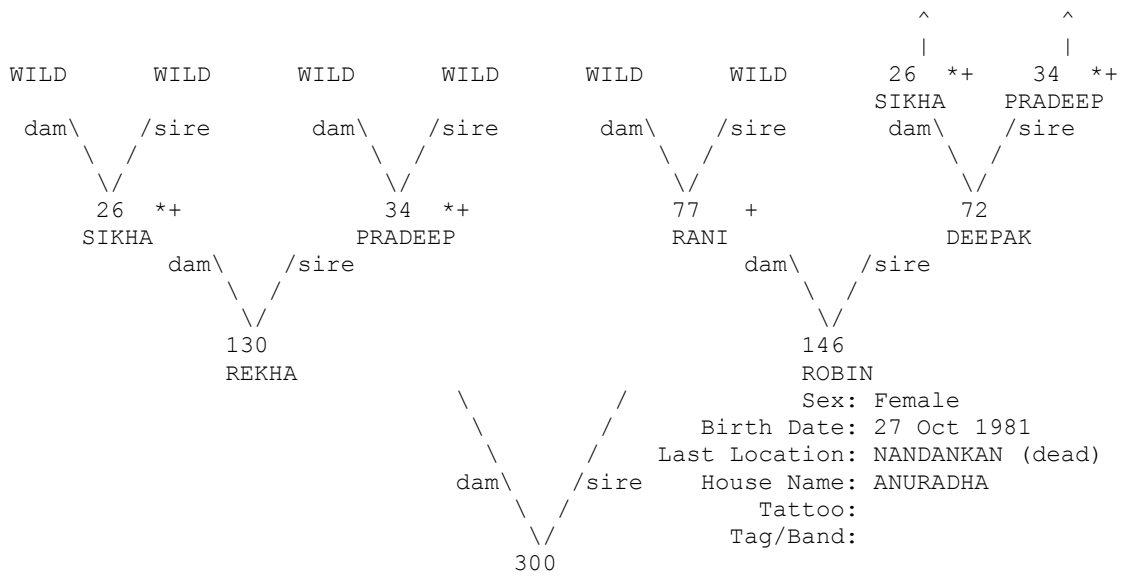 ^ ^
| |
WILD WILD WILD WILD WILD WILD 26 *+ 34 *+
SIKHA PRADEEP
dam\ /sire dam\ /sire dam\ /sire dam\ /sire
\ / \ / \ / \ /
\/ \/ \/ \/
26 *+ 34 *+ 77 + 72
SIKHA PRADEEP RANI DEEPAK
dam\ /sire dam\ /sire
\ / \ /
\/ \/
130 146
REKHA ROBIN
\ / Sex: Female
\ / Birth Date: 27 Oct 1981
\ / Last Location: NANDANKAN (dead)
dam\ /sire House Name: ANURADHA
\ / Tattoo:
\/ Tag/Band:
300